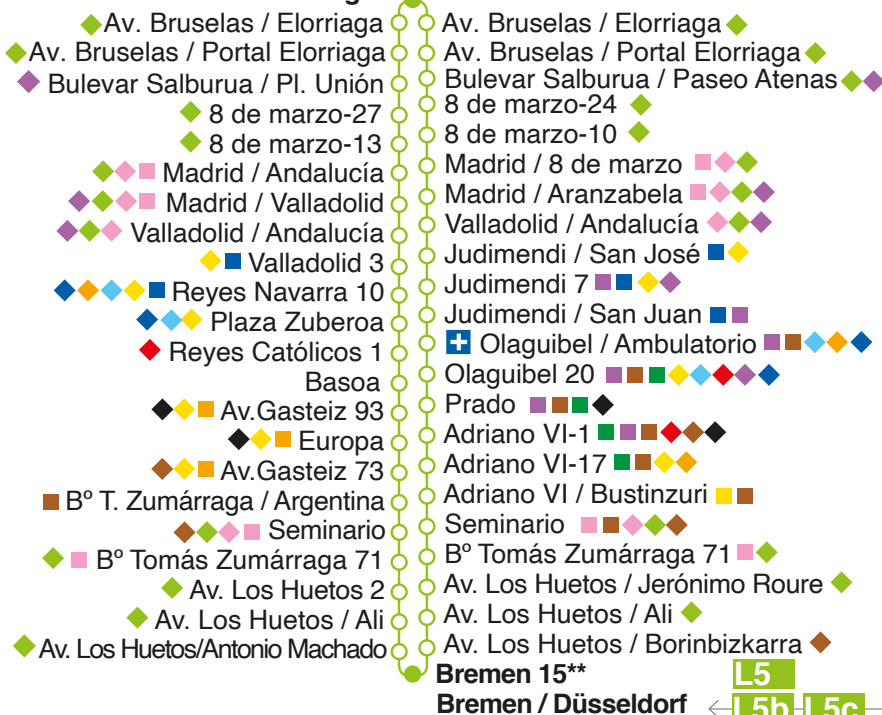 Av. Bruselas / Elorriaga
Av. Bruselas / Portal Elorriaga
Bulevar Salburua / Pl. Unión
8 de marzo-27
8 de marzo-13
Madrid / Andalucía
Madrid / Valladolid
Valladolid / Andalucía
Valladolid 3
Reyes Navarra 10
Plaza Zuberoa
Reyes Católicos 1
Basoa
Av.Gasteiz 93
Europa
Av.Gasteiz 73
Bº T. Zumárraga / Argentina
Seminario
Bº Tomás Zumárraga 71
Av. Los Huetos 2
Av. Los Huetos / Ali
Av. Los Huetos/Antonio Machado
Av. Bruselas / Elorriaga
Av. Bruselas / Portal Elorriaga
Bulevar Salburua / Paseo Atenas
8 de marzo-24
8 de marzo-10
Madrid / 8 de marzo
Madrid / Aranzabela
Valladolid / Andalucía
Judimendi / San José
Judimendi 7
Judimendi / San Juan
Olaguibel / Ambulatorio
Olaguibel 20
Prado
Adriano VI-1
Adriano VI-17
Adriano VI / Bustinzuri
Seminario
Bº Tomás Zumárraga 71
Av. Los Huetos / Jerónimo Roure
Av. Los Huetos / Ali
Av. Los Huetos / Borinbizkarra
Bremen 15** L5
Bremen / Düsseldorf L5b L5c